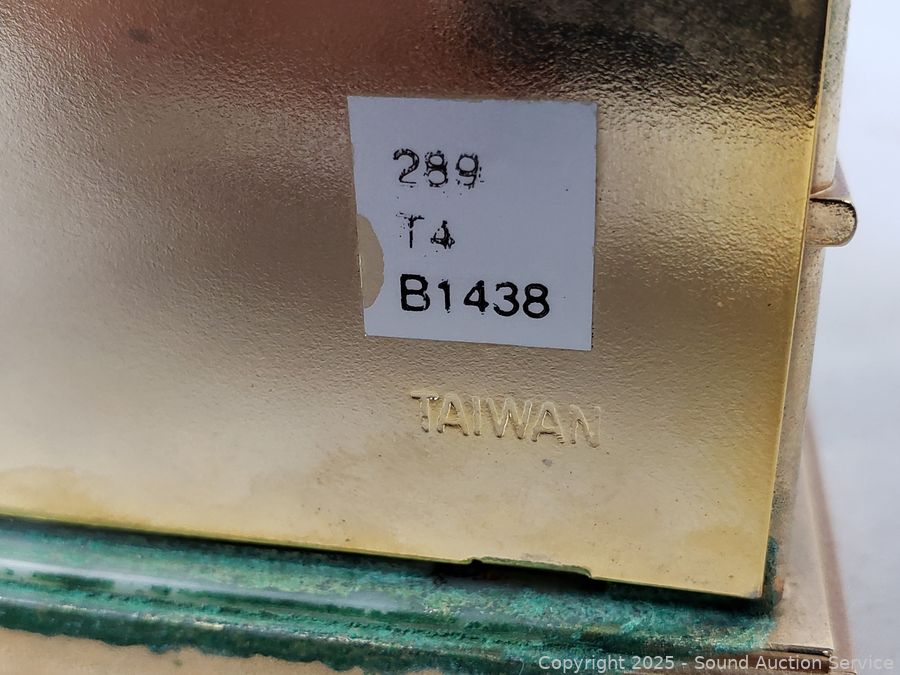 289
T4
B1438
TAIWAN
Copyright 2025 - Sound Auction Service